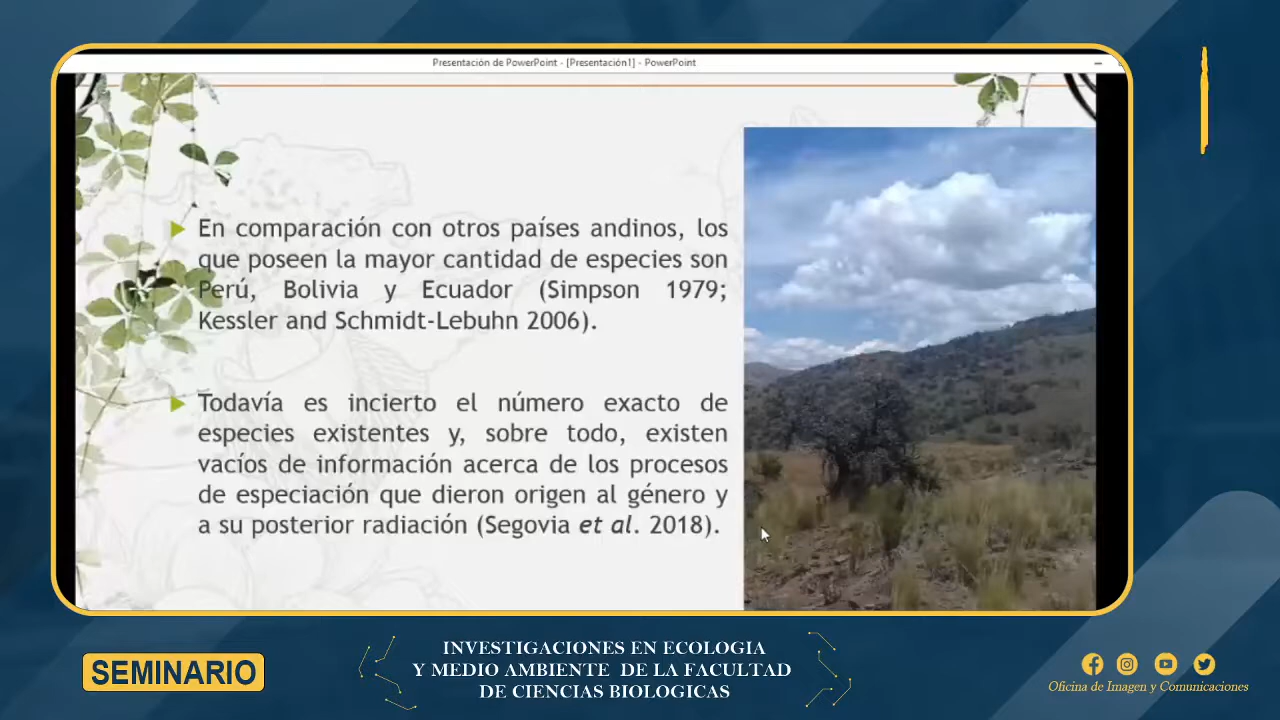 Presentación de PowerPoint - [Presentación1] - PowerPoint
En comparación con otros países andinos, los
que poseen la mayor cantidad de especies son
Perú, Bolivia y Ecuador (Simpson 1979;
Kessler and Schmidt-Lebuhn 2006).
Todavía es incierto el número exacto de
especies existentes y, sobre todo, existen
vacíos de información acerca de los procesos
de especiación que dieron origen al género y
a su posterior radiación (Segovia et al. 2018).
SEMINARIO
INVESTIGACIONES EN ECOLOGIA
Y MEDIO AMBIENTE DE LA FACULTAD
DE CIENCIAS BIOLOGICAS
Oficina de Imagen y Comunicaciones